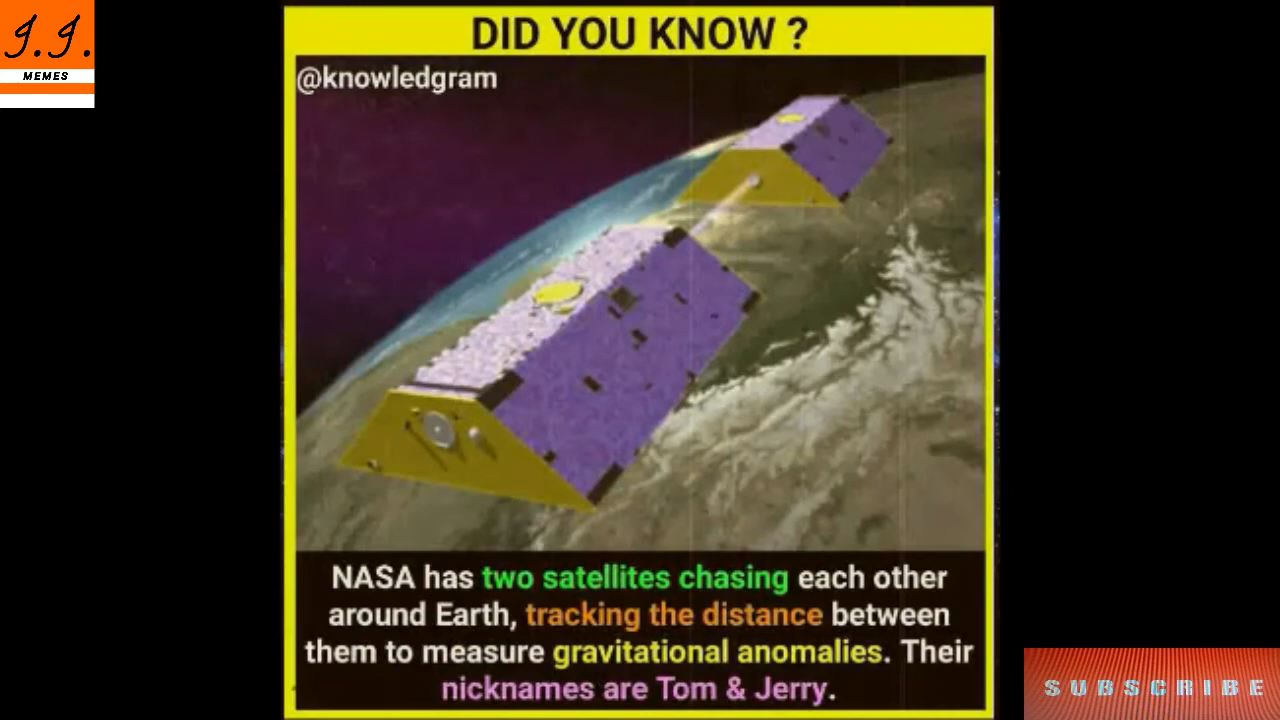 J.J.
MEMES
DID YOU KNOW ?
@knowledgram
NASA has two satellites chasing each other
around Earth, tracking the distance between
them to measure gravitational anomalies. Their
nicknames are Tom & Jerry.
SUBSCRIBE